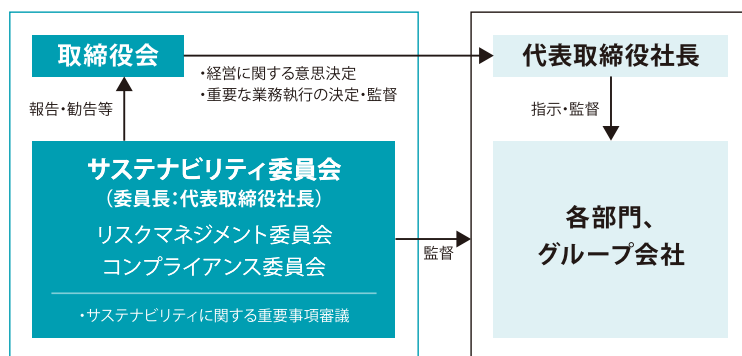 取締役会
・経営に関する意思決定
・重要な業務執行の決定・監督
代表取締役社長
報告・勧告等
指示・監督
サステナビリティ委員会
（委員長：代表取締役社長）
リスクマネジメント委員会
コンプライアンス委員会
・サステナビリティに関する重要事項審議
監督
各部門、
グループ会社